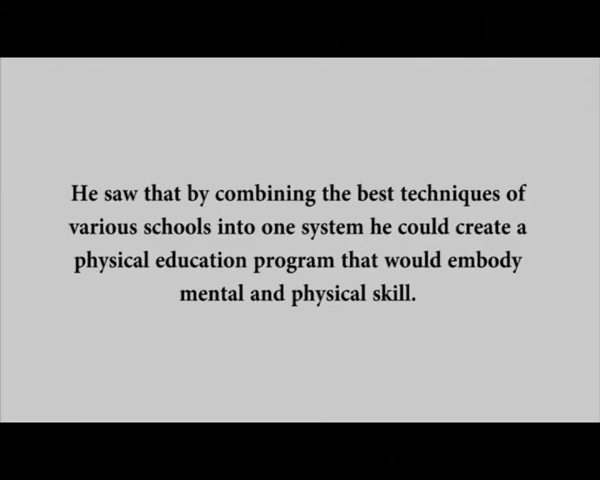 He saw that by combining the best techniques of
various schools into one system he could create a
physical education program that would embody
mental and physical skill.